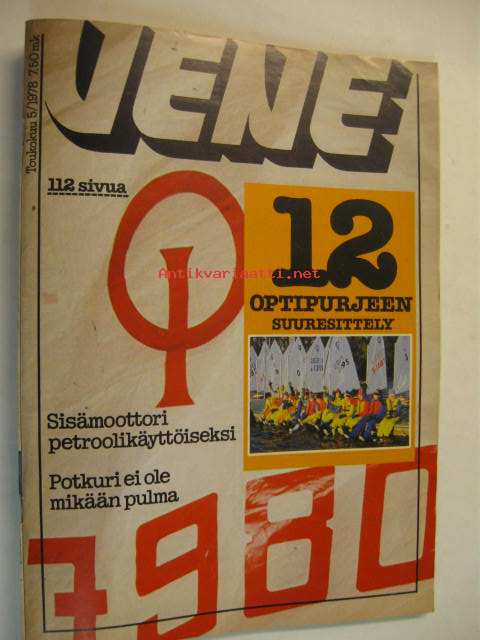 VENE
Toukokuu 5/1978 7.50 mk
112 sivua
12
OPTIPURJEEN
SUURESITTELY
Antikvariaatti.net
Sisämoottori
petroolikäyttöiseksi
Potkuri ei ole
mikään pulma
7980